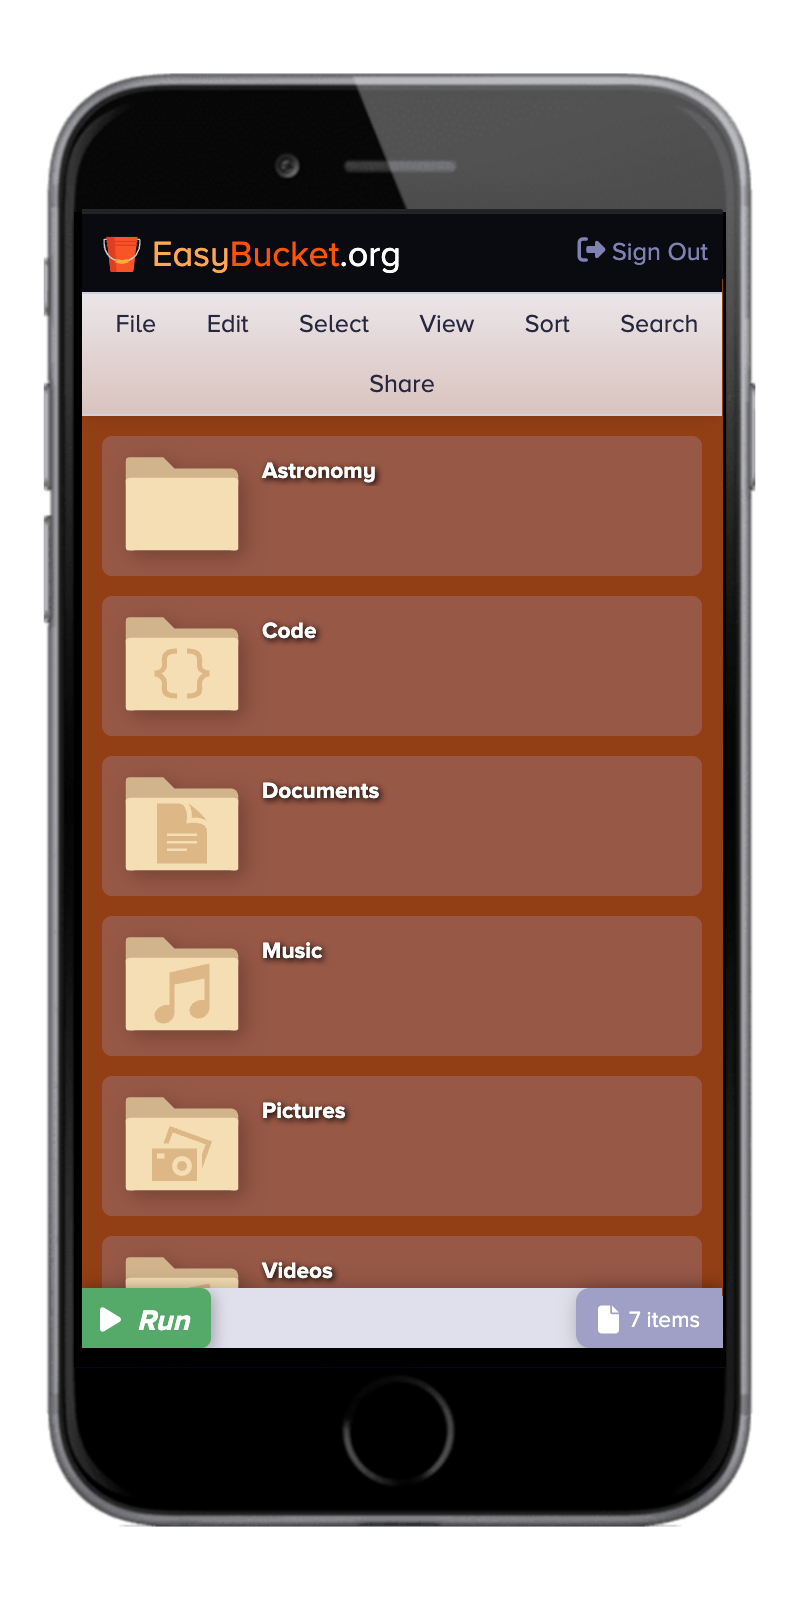 EasyBucket.org Sign Out
File Edit Select View Sort Search
Share
Astronomy
Code
Documents
Music
Pictures
Videos
Run 7 items